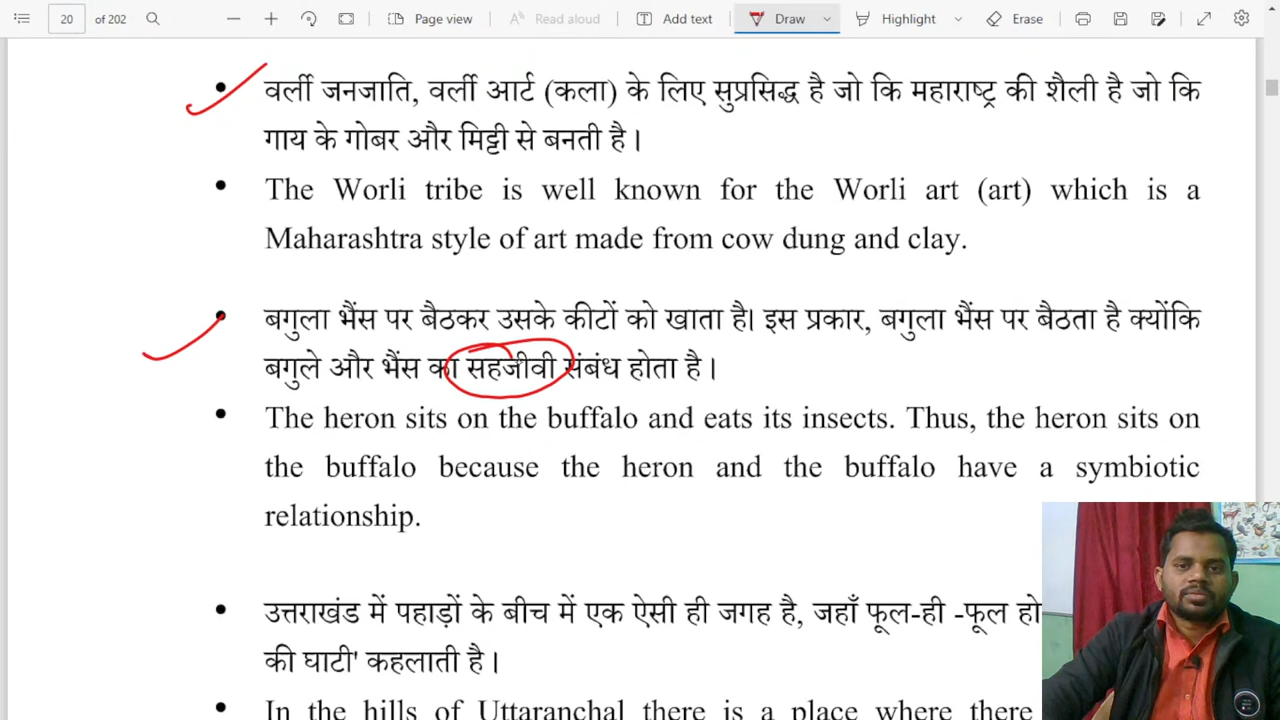 20 of 202 Page view Read aloud Add text Draw Highlight Erase
• वर्ली जनजाति, वर्ली आर्ट (कला) के लिए सुप्रसिद्ध है जो कि महाराष्ट्र की शैली है जो कि
गाय के गोबर और मिट्टी से बनती है।
• The Worli tribe is well known for the Worli art (art) which is a
Maharashtra style of art made from cow dung and clay.
• बगुला भैंस पर बैठकर उसके कीटों को खाता है। इस प्रकार, बगुला भैंस पर बैठता है क्योंकि
बगुले और भैंस का सहजीवी संबंध होता है।
• The heron sits on the buffalo and eats its insects. Thus, the heron sits on
the buffalo because the heron and the buffalo have a symbiotic
relationship.
• उत्तराखंड में पहाड़ों के बीच में एक ऐसी ही जगह है, जहाँ फूल-ही -फूल हो
की घाटी' कहलाती है।
• In the hills of Uttaranchal there is a place where there